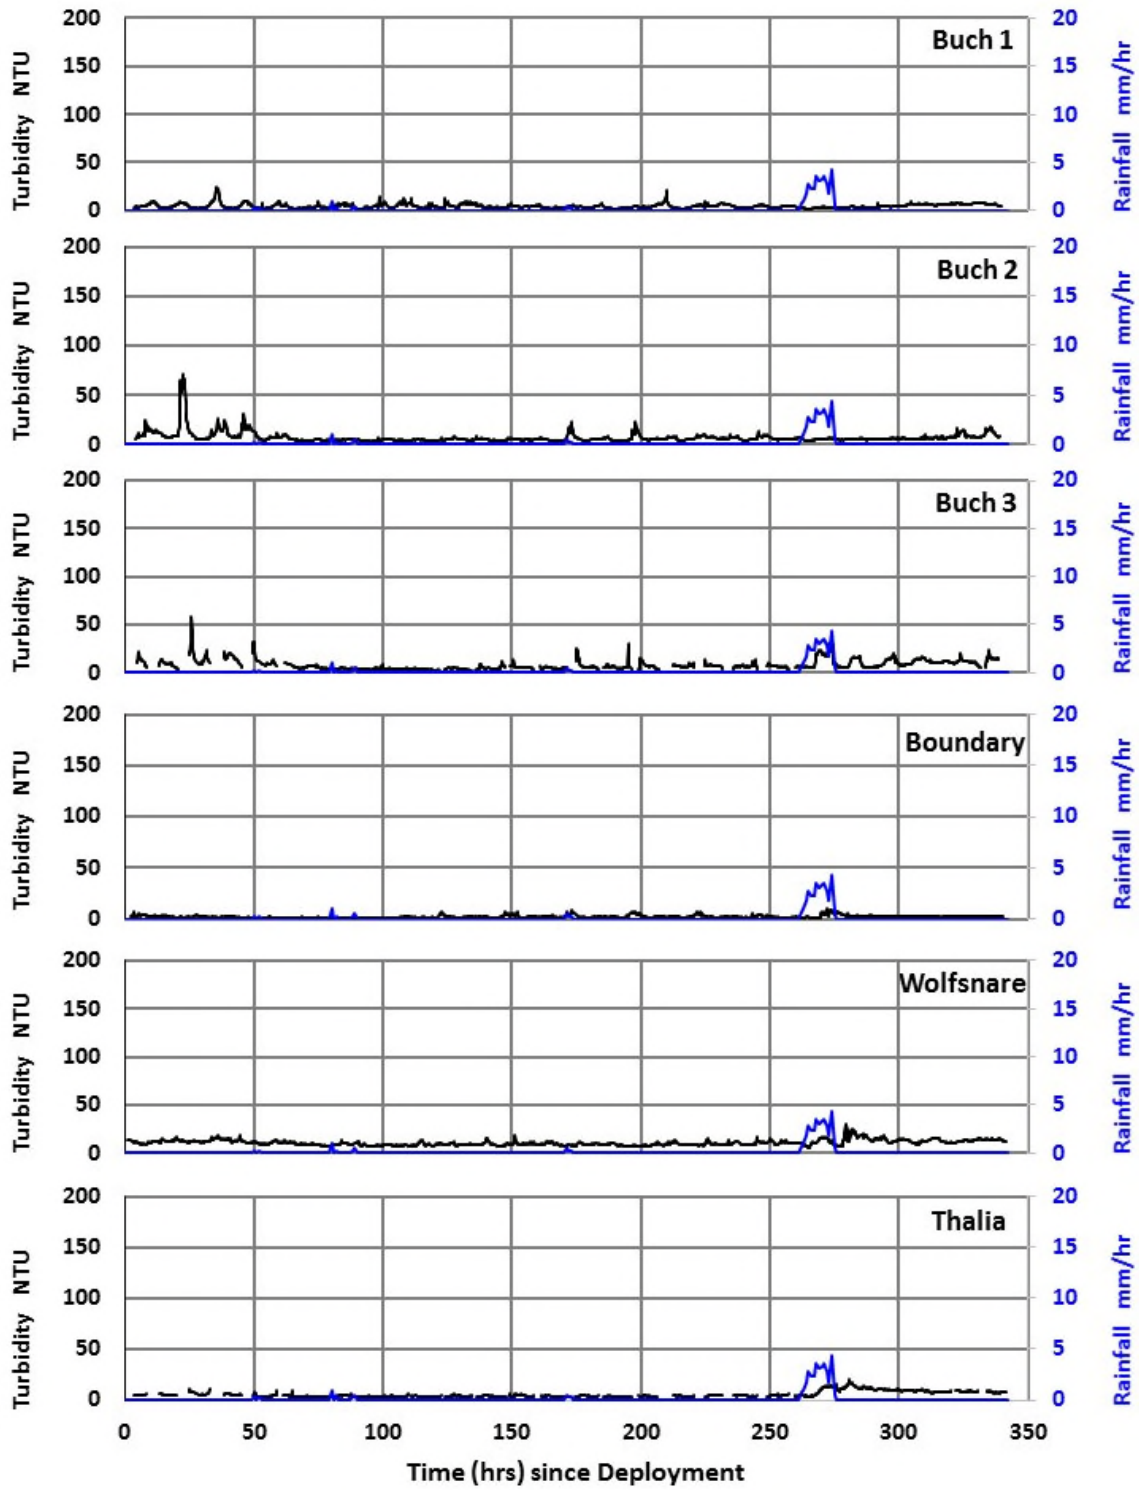 200 20
Buch 1
150 15
100 10
50 5
0 0
Turbidity NTU
Rainfall mm/hr
200 20
Buch 2
150 15
100 10
50 5
0 0
Turbidity NTU
Rainfall mm/hr
200 20
Buch 3
150 15
100 10
50 5
0 0
Turbidity NTU
Rainfall mm/hr
200 20
Boundary
150 15
100 10
50 5
0 0
Turbidity NTU
Rainfall mm/hr
200 20
Wolfsnare
150 15
100 10
50 5
0 0
Turbidity NTU
Rainfall mm/hr
200 20
Thalia
150 15
100 10
50 5
0 0
Turbidity NTU
Rainfall mm/hr
0 50 100 150 200 250 300 350
Time (hrs) since Deployment